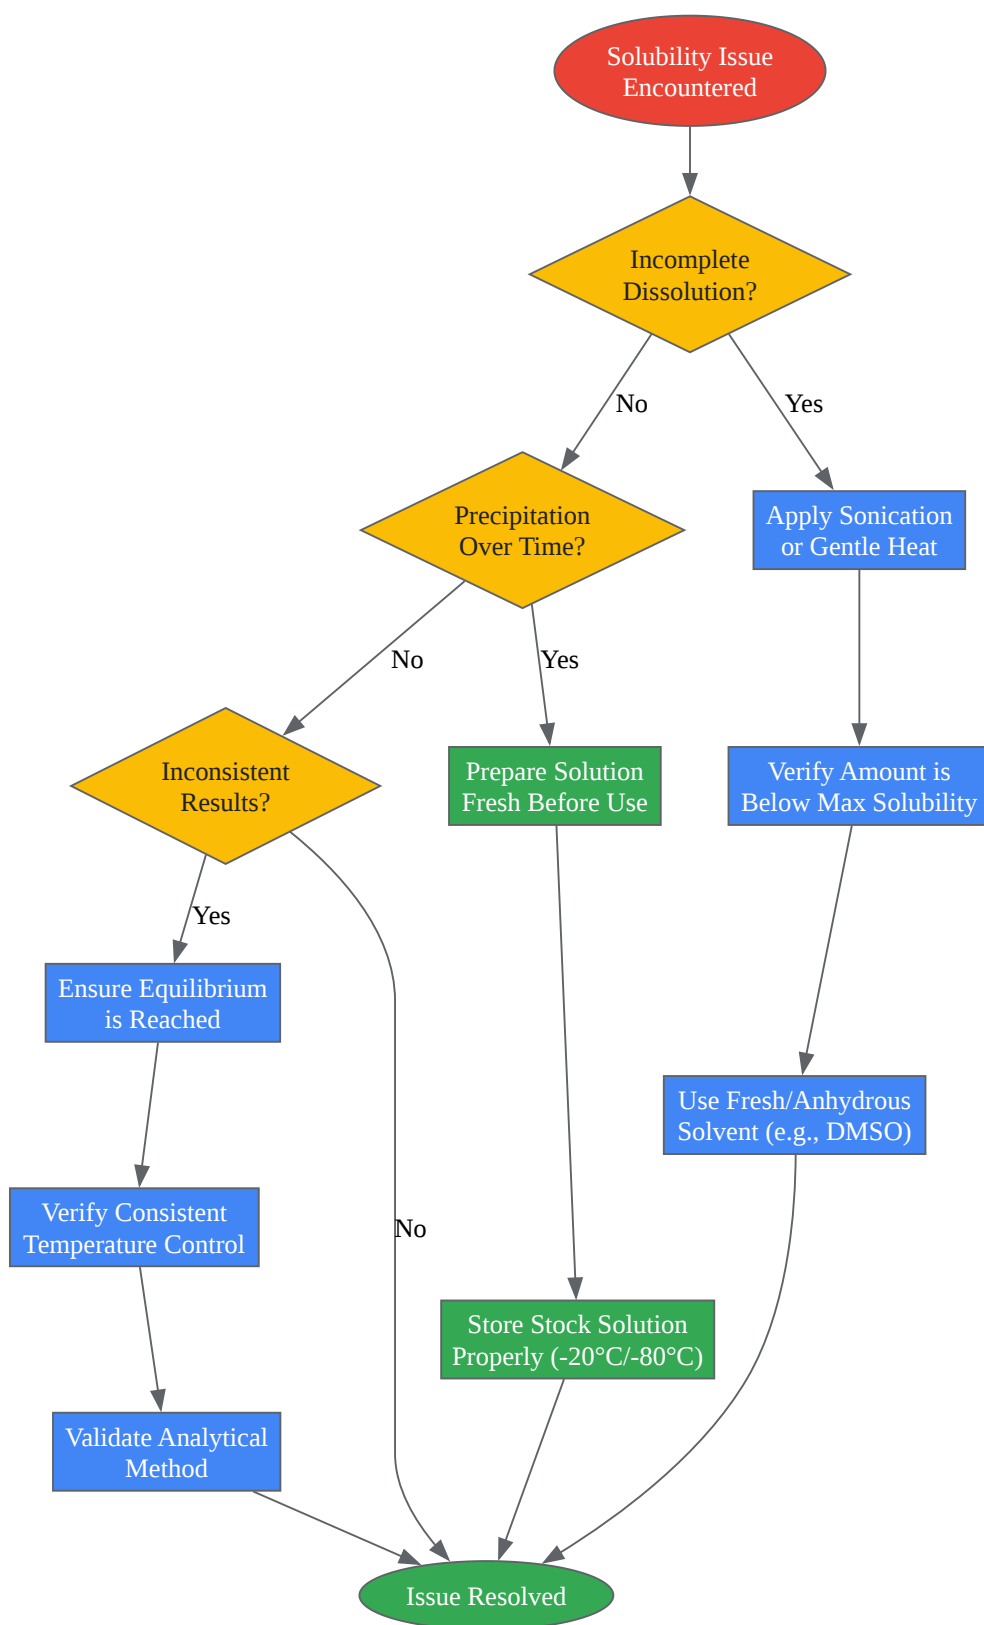 Solubility Issue
Encountered
Incomplete
Dissolution?
No
Yes
Precipitation
Over Time?
Apply Sonication
or Gentle Heat
No
Yes
Inconsistent
Results?
Prepare Solution
Fresh Before Use
Verify Amount is
Below Max Solubility
Yes
Ensure Equilibrium
is Reached
Use Fresh/Anhydrous
Solvent (e.g., DMSO)
Verify Consistent
Temperature Control
No
Store Stock Solution
Properly (-20°C/-80°C)
Validate Analytical
Method
Issue Resolved